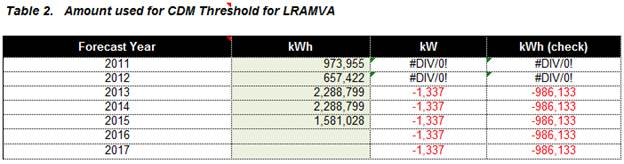 Table 2. Amount used for CDM Threshold for LRAMVA
Forecast Year kWh kW kWh (check)
2011 973,955 #DIV/0! #DIV/0!
2012 657,422 #DIV/0! #DIV/0!
2013 2,288,799 -1,337 -986,133
2014 2,288,799 -1,337 -986,133
2015 1,581,028 -1,337 -986,133
2016 -1,337 -986,133
2017 -1,337 -986,133